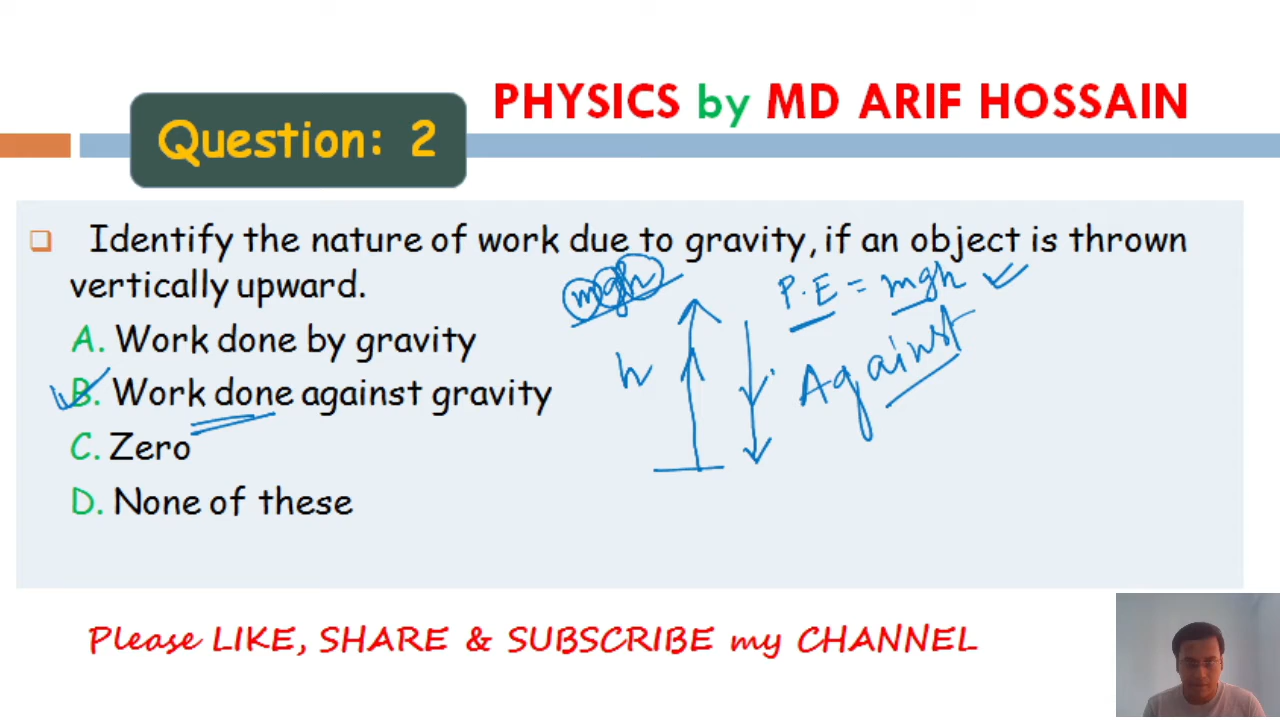 PHYSICS by MD ARIF HOSSAIN
Question: 2
Identify the nature of work due to gravity, if an object is thrown
vertically upward.
mgh
P.E = mgh
A. Work done by gravity
h
Against
B. Work done against gravity
C. Zero
D. None of these
Please LIKE, SHARE & SUBSCRIBE my CHANNEL